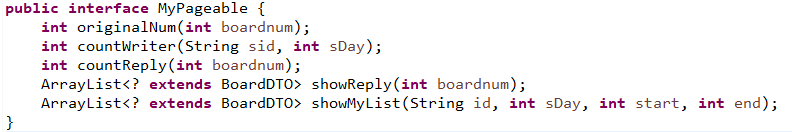 public interface MyPageable {
    int originalNum(int boardnum);
    int countWriter(String sid, int sDay);
    int countReply(int boardnum);
    ArrayList<? extends BoardDTO> showReply(int boardnum);
    ArrayList<? extends BoardDTO> showMyList(String id, int sDay, int start, int end);
}